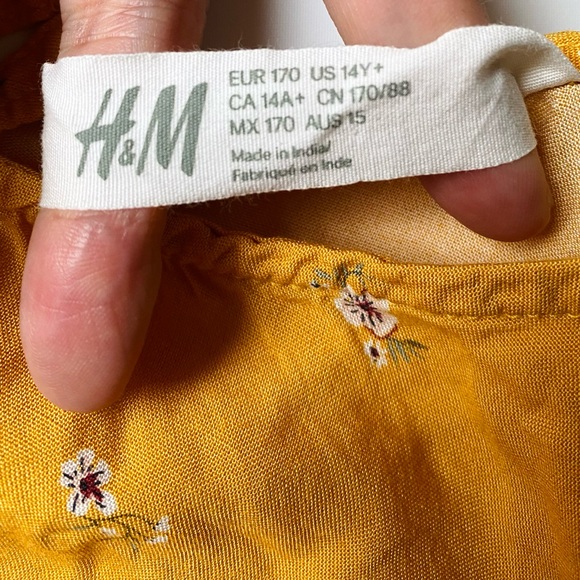 H&M
EUR 170 US 14Y+
CA 14A+ CN 170/88
MX 170 AUS 15
Made in India/
Fabriqué en Inde